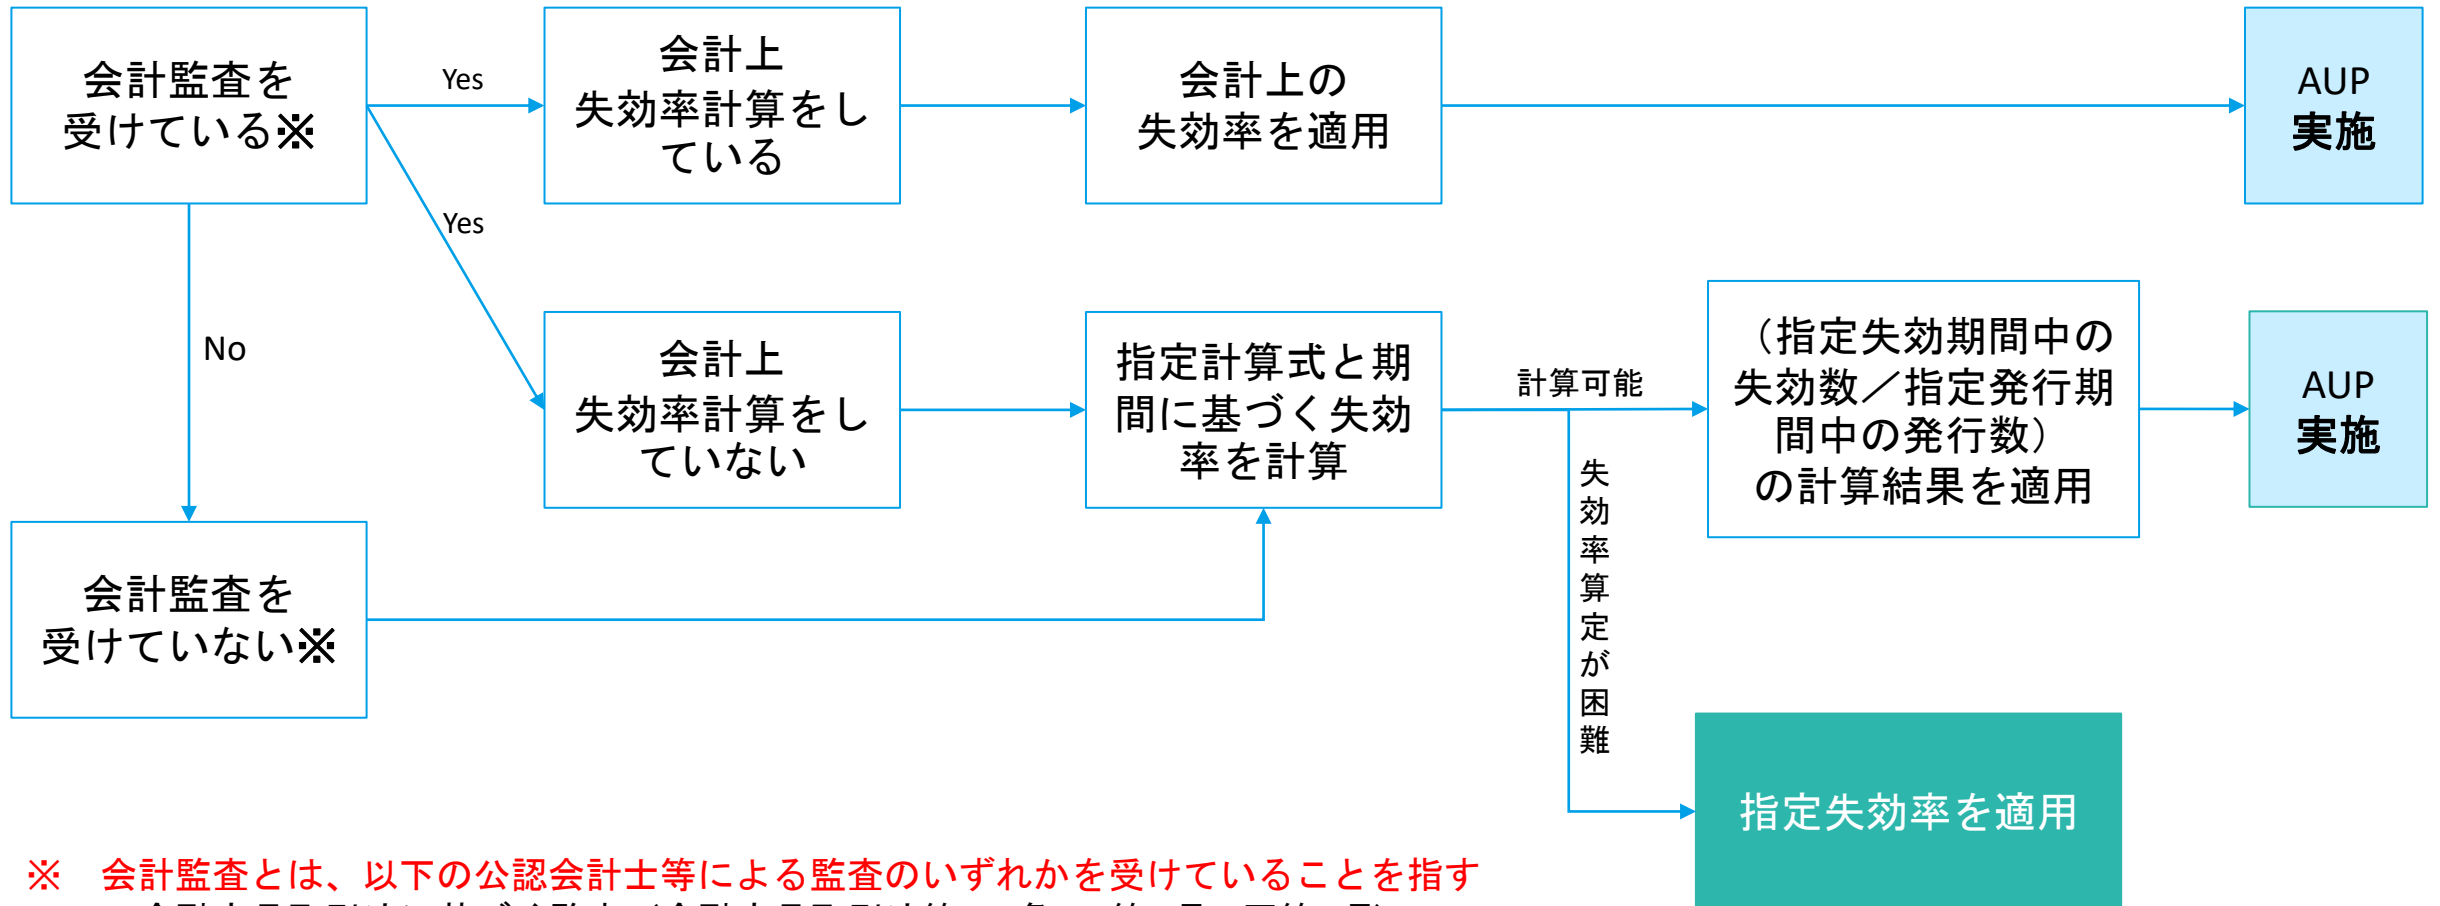 会計監査を
受けている※
Yes
会計上
失効率計算をし
ている
会計上の
失効率を適用
AUP
実施
Yes
No
会計上
失効率計算をし
ていない
指定計算式と期
間に基づく失効
率を計算
計算可能
（指定失効期間中の
失効数／指定発行期
間中の発行数）
の計算結果を適用
AUP
実施
失効率算定が困難
会計監査を
受けていない※
指定失効率を適用
※　会計監査とは、以下の公認会計士等による監査のいずれかを受けていることを指す